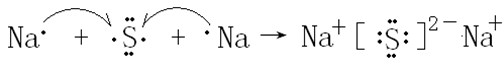 Na· + ·S̈· + ·Na → Na⁺ [ :S̈: ]²⁻ Na⁺